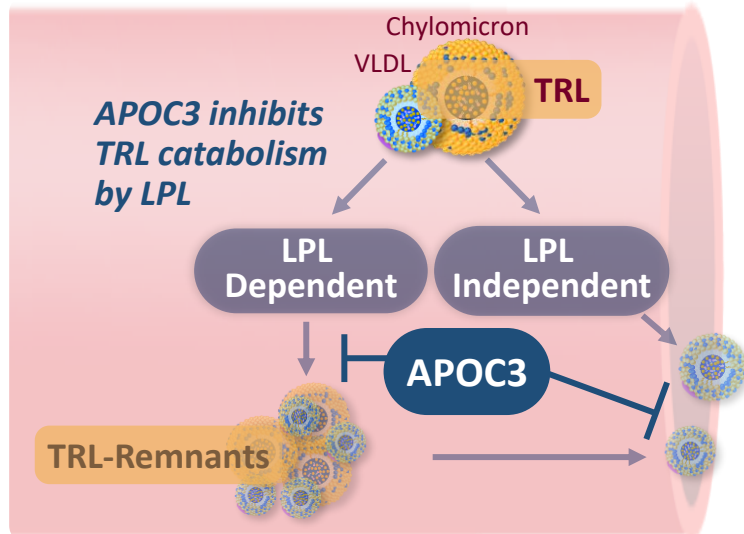 Chylomicron
VLDL
TRL
APOC3 inhibits
TRL catabolism
by LPL
LPL
Dependent
LPL
Independent
APOC3
TRL-Remnants